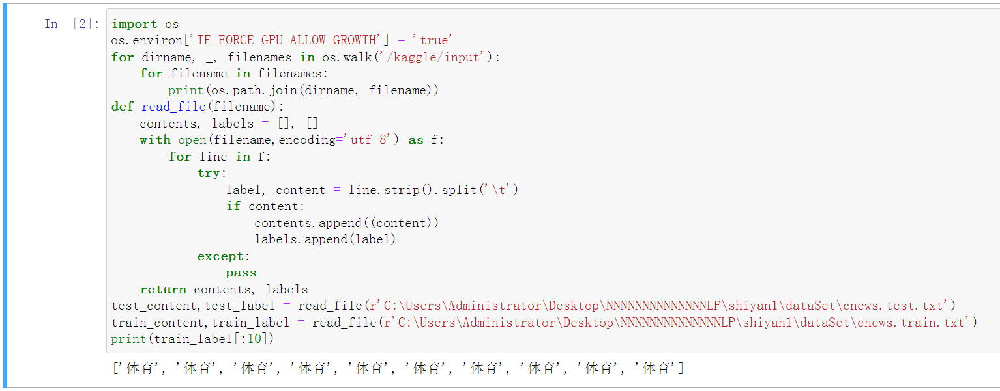 In [2]: import os
os.environ['TF_FORCE_GPU_ALLOW_GROWTH'] = 'true'
for dirname, _, filenames in os.walk('/kaggle/input'):
    for filename in filenames:
        print(os.path.join(dirname, filename))
def read_file(filename):
    contents, labels = [], []
    with open(filename,encoding='utf-8') as f:
        for line in f:
            try:
                label, content = line.strip().split('\t')
                if content:
                    contents.append((content))
                    labels.append(label)
            except:
                pass
    return contents, labels
test_content,test_label = read_file(r'C:\Users\Administrator\Desktop\NNNNNNNNNNNNNNLP\shiyan1\dataSet\cnews.test.txt')
train_content,train_label = read_file(r'C:\Users\Administrator\Desktop\NNNNNNNNNNNNNNLP\shiyan1\dataSet\cnews.train.txt')
print(train_label[:10])
['体育', '体育', '体育', '体育', '体育', '体育', '体育', '体育', '体育', '体育']